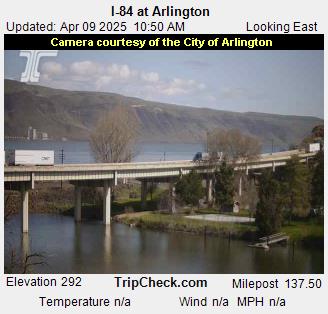 I-84 at Arlington
Updated: Apr 09 2025 10:50 AM Looking East
Camera courtesy of the City of Arlington
Elevation 292 TripCheck.com Milepost 137.50
Temperature n/a Wind n/a MPH n/a